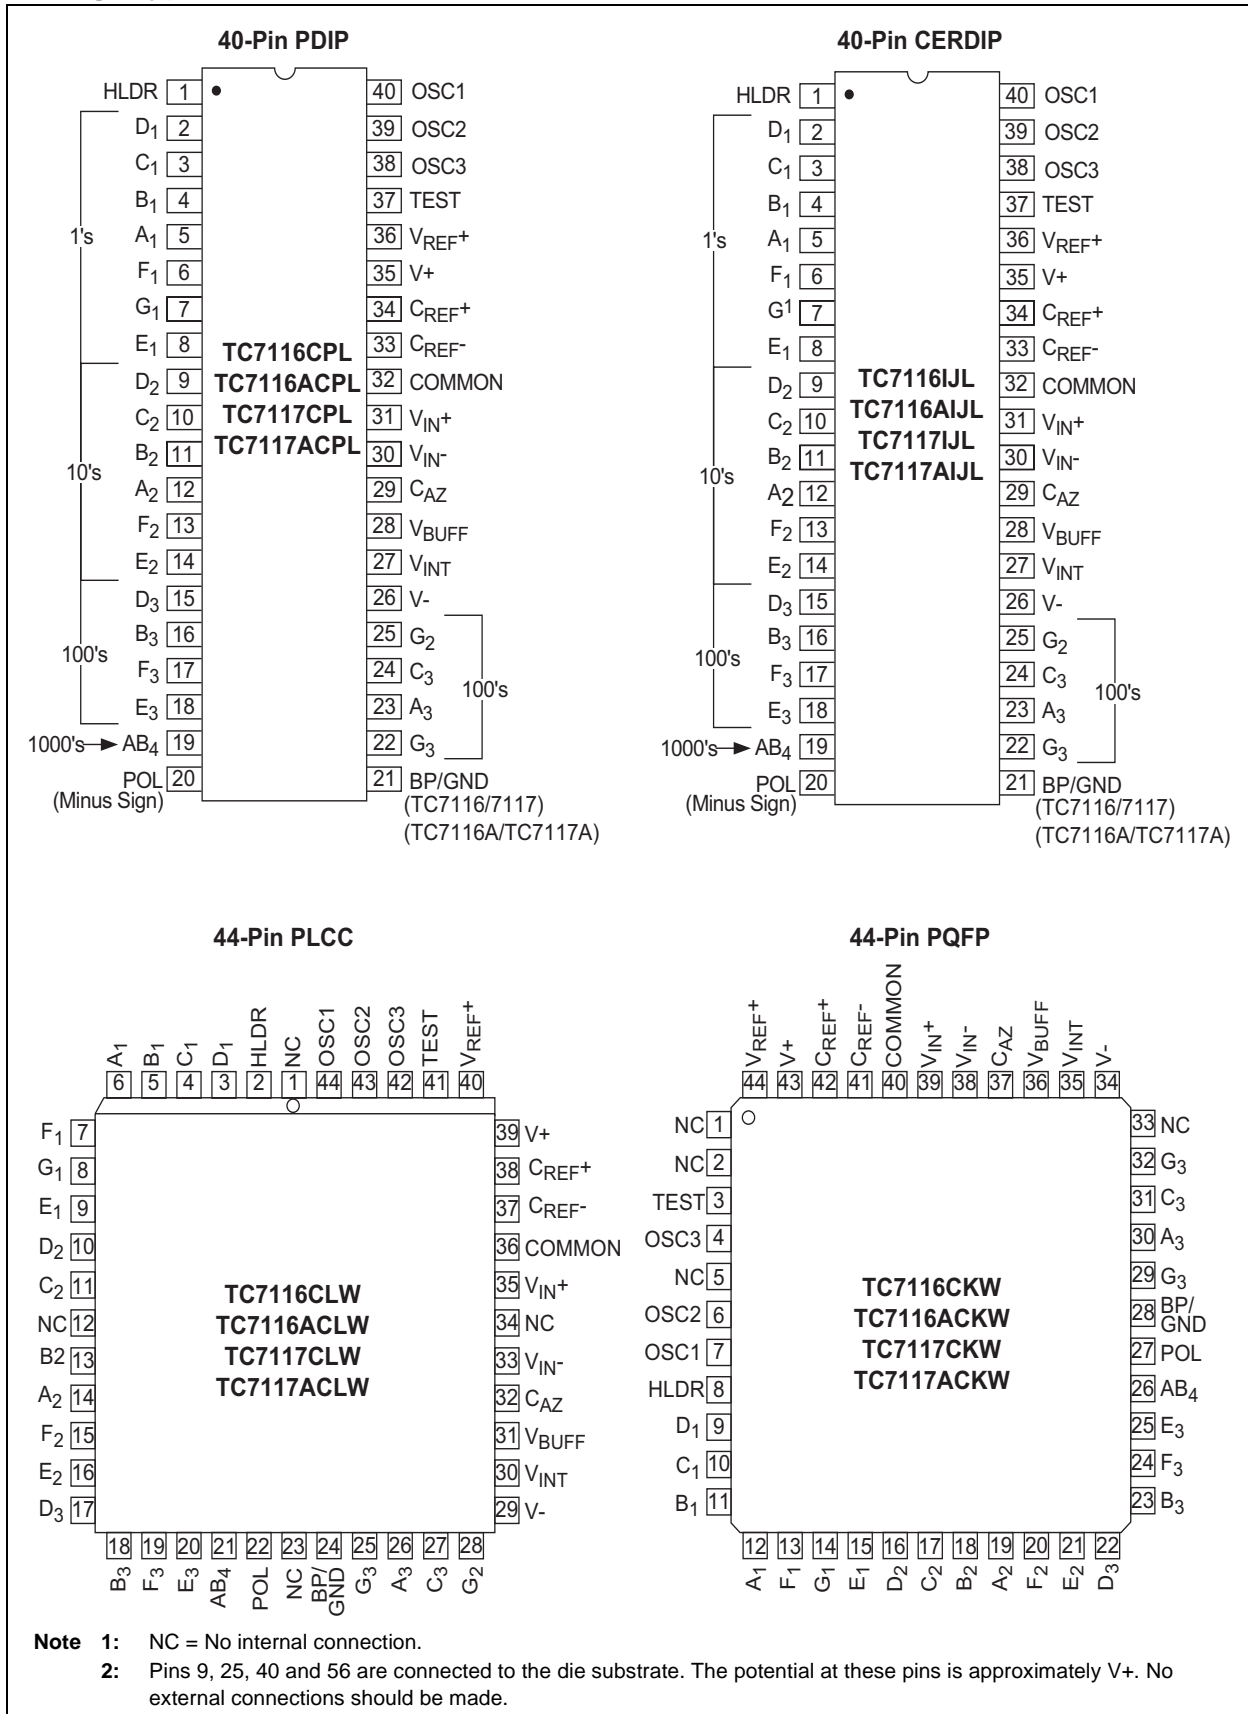 40-Pin PDIP
HLDR 1
D1 2
C1 3
B1 4
A1 5
F1 6
G1 7
E1 8
D2 9
C2 10
B2 11
A2 12
F2 13
E2 14
D3 15
B3 16
F3 17
E3 18
AB4 19
POL 20
(Minus Sign)
1's
10's
100's
1000's
TC7116CPL
TC7116ACPL
TC7117CPL
TC7117ACPL
40 OSC1
39 OSC2
38 OSC3
37 TEST
36 VREF+
35 V+
34 CREF+
33 CREF-
32 COMMON
31 VIN+
30 VIN-
29 CAZ
28 VBUFF
27 VINT
26 V-
25 G2
24 C3
23 A3
22 G3
21 BP/GND
(TC7116/7117)
(TC7116A/TC7117A)
100's
40-Pin CERDIP
HLDR 1
D1 2
C1 3
B1 4
A1 5
F1 6
G1 7
E1 8
D2 9
C2 10
B2 11
A2 12
F2 13
E2 14
D3 15
B3 16
F3 17
E3 18
AB4 19
POL 20
(Minus Sign)
1's
10's
100's
1000's
TC7116IJL
TC7116AIJL
TC7117IJL
TC7117AIJL
40 OSC1
39 OSC2
38 OSC3
37 TEST
36 VREF+
35 V+
34 CREF+
33 CREF-
32 COMMON
31 VIN+
30 VIN-
29 CAZ
28 VBUFF
27 VINT
26 V-
25 G2
24 C3
23 A3
22 G3
21 BP/GND
(TC7116/7117)
(TC7116A/TC7117A)
100's
44-Pin PLCC
A1 B1 C1 D1 HLDR NC OSC1 OSC2 OSC3 TEST VREF+
6 5 4 3 2 1 44 43 42 41 40
F1 7
G1 8
E1 9
D2 10
C2 11
NC 12
B2 13
A2 14
F2 15
E2 16
D3 17
TC7116CLW
TC7116ACLW
TC7117CLW
TC7117ACLW
39 V+
38 CREF+
37 CREF-
36 COMMON
35 VIN+
34 NC
33 VIN-
32 CAZ
31 VBUFF
30 VINT
29 V-
18 19 20 21 22 23 24 25 26 27 28
B3 F3 E3 AB4 POL NC BP/GND G3 A3 C3 G2
44-Pin PQFP
VREF+ V+ CREF+ CREF- COMMON VIN+ VIN- CAZ VBUFF VINT V-
44 43 42 41 40 39 38 37 36 35 34
NC 1
NC 2
TEST 3
OSC3 4
NC 5
OSC2 6
OSC1 7
HLDR 8
D1 9
C1 10
B1 11
TC7116CKW
TC7116ACKW
TC7117CKW
TC7117ACKW
33 NC
32 G3
31 C3
30 A3
29 G3
28 BP/
GND
27 POL
26 AB4
25 E3
24 F3
23 B3
12 13 14 15 16 17 18 19 20 21 22
A1 F1 G1 E1 D2 C2 B2 A2 F2 E2 D3
Note 1: NC = No internal connection.
2: Pins 9, 25, 40 and 56 are connected to the die substrate. The potential at these pins is approximately V+. No
external connections should be made.